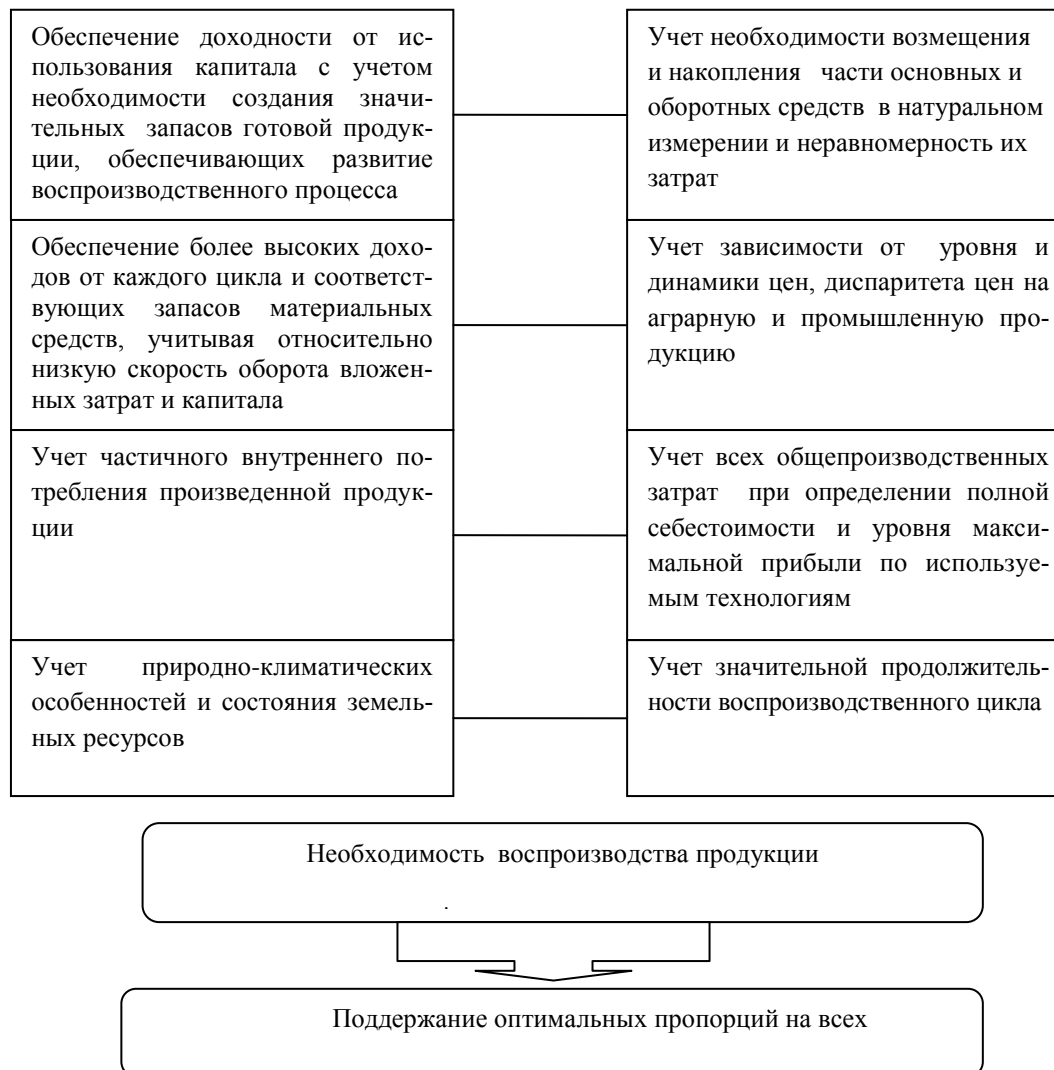 Обеспечение доходности от ис-
пользования капитала с учетом
необходимости создания значи-
тельных запасов готовой продук-
ции, обеспечивающих развитие
воспроизводственного процесса
Учет необходимости возмещения
и накопления части основных и
оборотных средств в натуральном
измерении и неравномерность их
затрат
Обеспечение более высоких дохо-
дов от каждого цикла и соответст-
вующих запасов материальных
средств, учитывая относительно
низкую скорость оборота вложен-
ных затрат и капитала
Учет зависимости от уровня и
динамики цен, диспаритета цен на
аграрную и промышленную про-
дукцию
Учет частичного внутреннего по-
требления произведенной продук-
ции
Учет всех общепроизводственных
затрат при определении полной
себестоимости и уровня макси-
мальной прибыли по используе-
мым технологиям
Учет природно-климатических
особенностей и состояния земель-
ных ресурсов
Учет значительной продолжитель-
ности воспроизводственного цикла
Необходимость воспроизводства продукции
.
Поддержание оптимальных пропорций на всех